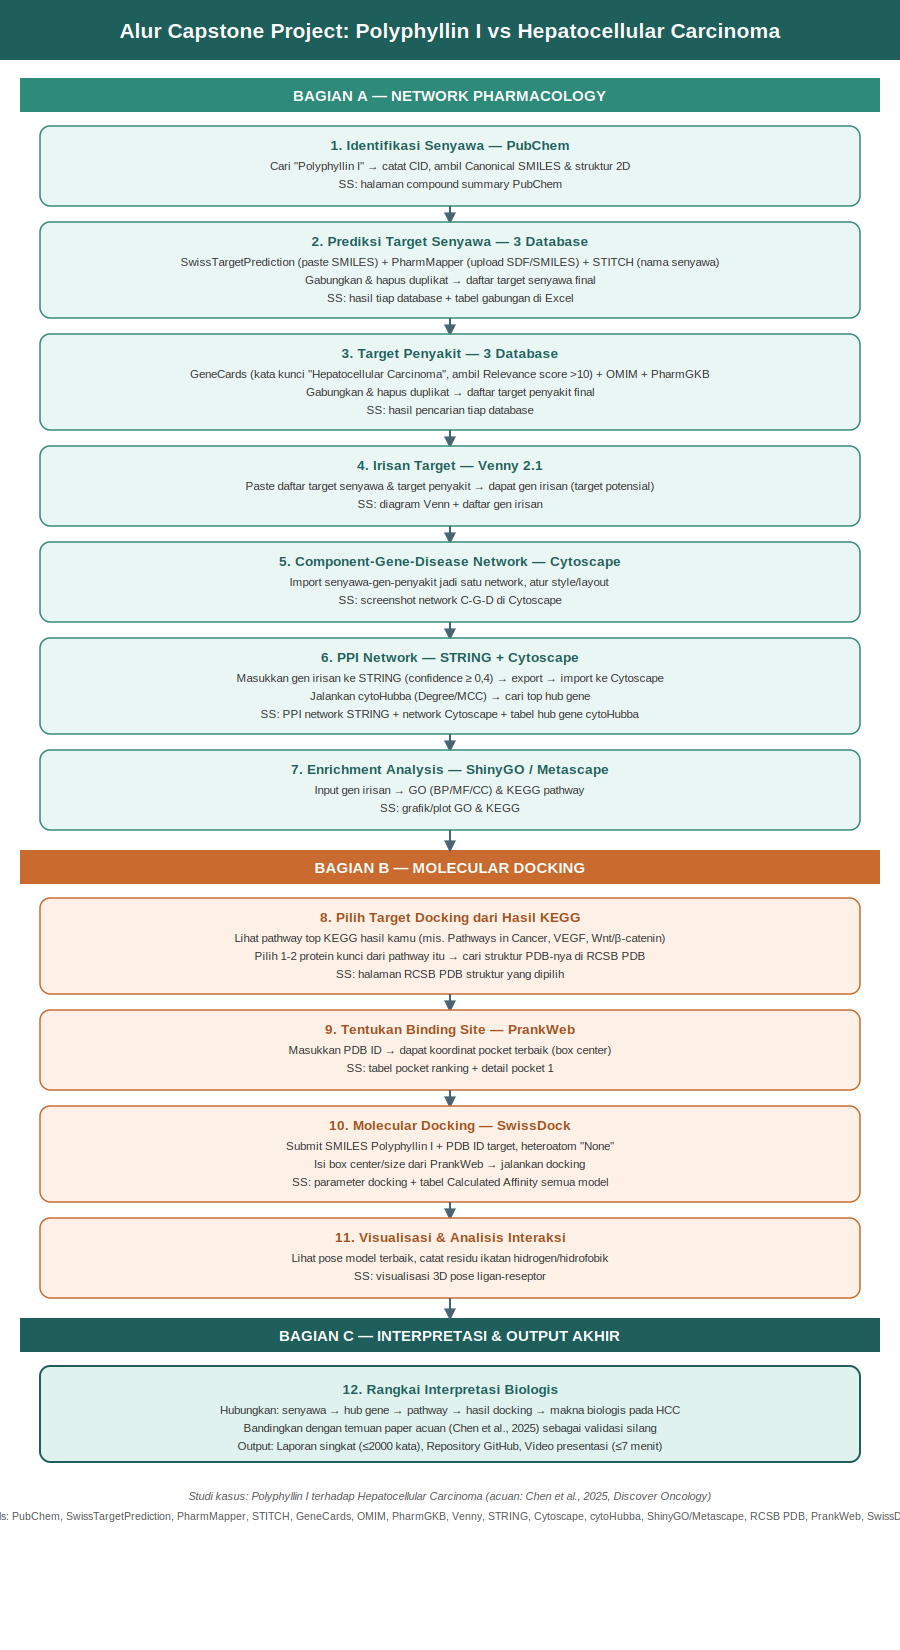 Alur Capstone Project: Polyphyllin I vs Hepatocellular Carcinoma
BAGIAN A — NETWORK PHARMACOLOGY
1. Identifikasi Senyawa — PubChem
Cari "Polyphyllin I" → catat CID, ambil Canonical SMILES & struktur 2D
SS: halaman compound summary PubChem
2. Prediksi Target Senyawa — 3 Database
SwissTargetPrediction (paste SMILES) + PharmMapper (upload SDF/SMILES) + STITCH (nama senyawa)
Gabungkan & hapus duplikat → daftar target senyawa final
SS: hasil tiap database + tabel gabungan di Excel
3. Target Penyakit — 3 Database
GeneCards (kata kunci "Hepatocellular Carcinoma", ambil Relevance score >10) + OMIM + PharmGKB
Gabungkan & hapus duplikat → daftar target penyakit final
SS: hasil pencarian tiap database
4. Irisan Target — Venny 2.1
Paste daftar target senyawa & target penyakit → dapat gen irisan (target potensial)
SS: diagram Venn + daftar gen irisan
5. Component-Gene-Disease Network — Cytoscape
Import senyawa-gen-penyakit jadi satu network, atur style/layout
SS: screenshot network C-G-D di Cytoscape
6. PPI Network — STRING + Cytoscape
Masukkan gen irisan ke STRING (confidence ≥ 0,4) → export → import ke Cytoscape
Jalankan cytoHubba (Degree/MCC) → cari top hub gene
SS: PPI network STRING + network Cytoscape + tabel hub gene cytoHubba
7. Enrichment Analysis — ShinyGO / Metascape
Input gen irisan → GO (BP/MF/CC) & KEGG pathway
SS: grafik/plot GO & KEGG
BAGIAN B — MOLECULAR DOCKING
8. Pilih Target Docking dari Hasil KEGG
Lihat pathway top KEGG hasil kamu (mis. Pathways in Cancer, VEGF, Wnt/β-catenin)
Pilih 1-2 protein kunci dari pathway itu → cari struktur PDB-nya di RCSB PDB
SS: halaman RCSB PDB struktur yang dipilih
9. Tentukan Binding Site — PrankWeb
Masukkan PDB ID → dapat koordinat pocket terbaik (box center)
SS: tabel pocket ranking + detail pocket 1
10. Molecular Docking — SwissDock
Submit SMILES Polyphyllin I + PDB ID target, heteroatom "None"
Isi box center/size dari PrankWeb → jalankan docking
SS: parameter docking + tabel Calculated Affinity semua model
11. Visualisasi & Analisis Interaksi
Lihat pose model terbaik, catat residu ikatan hidrogen/hidrofobik
SS: visualisasi 3D pose ligan-reseptor
BAGIAN C — INTERPRETASI & OUTPUT AKHIR
12. Rangkai Interpretasi Biologis
Hubungkan: senyawa → hub gene → pathway → hasil docking → makna biologis pada HCC
Bandingkan dengan temuan paper acuan (Chen et al., 2025) sebagai validasi silang
Output: Laporan singkat (≤2000 kata), Repository GitHub, Video presentasi (≤7 menit)
Studi kasus: Polyphyllin I terhadap Hepatocellular Carcinoma (acuan: Chen et al., 2025, Discover Oncology)
PubChem, SwissTargetPrediction, PharmMapper, STITCH, GeneCards, OMIM, PharmGKB, Venny, STRING, Cytoscape, cytoHubba, ShinyGO/Metascape, RCSB PDB, PrankWeb,